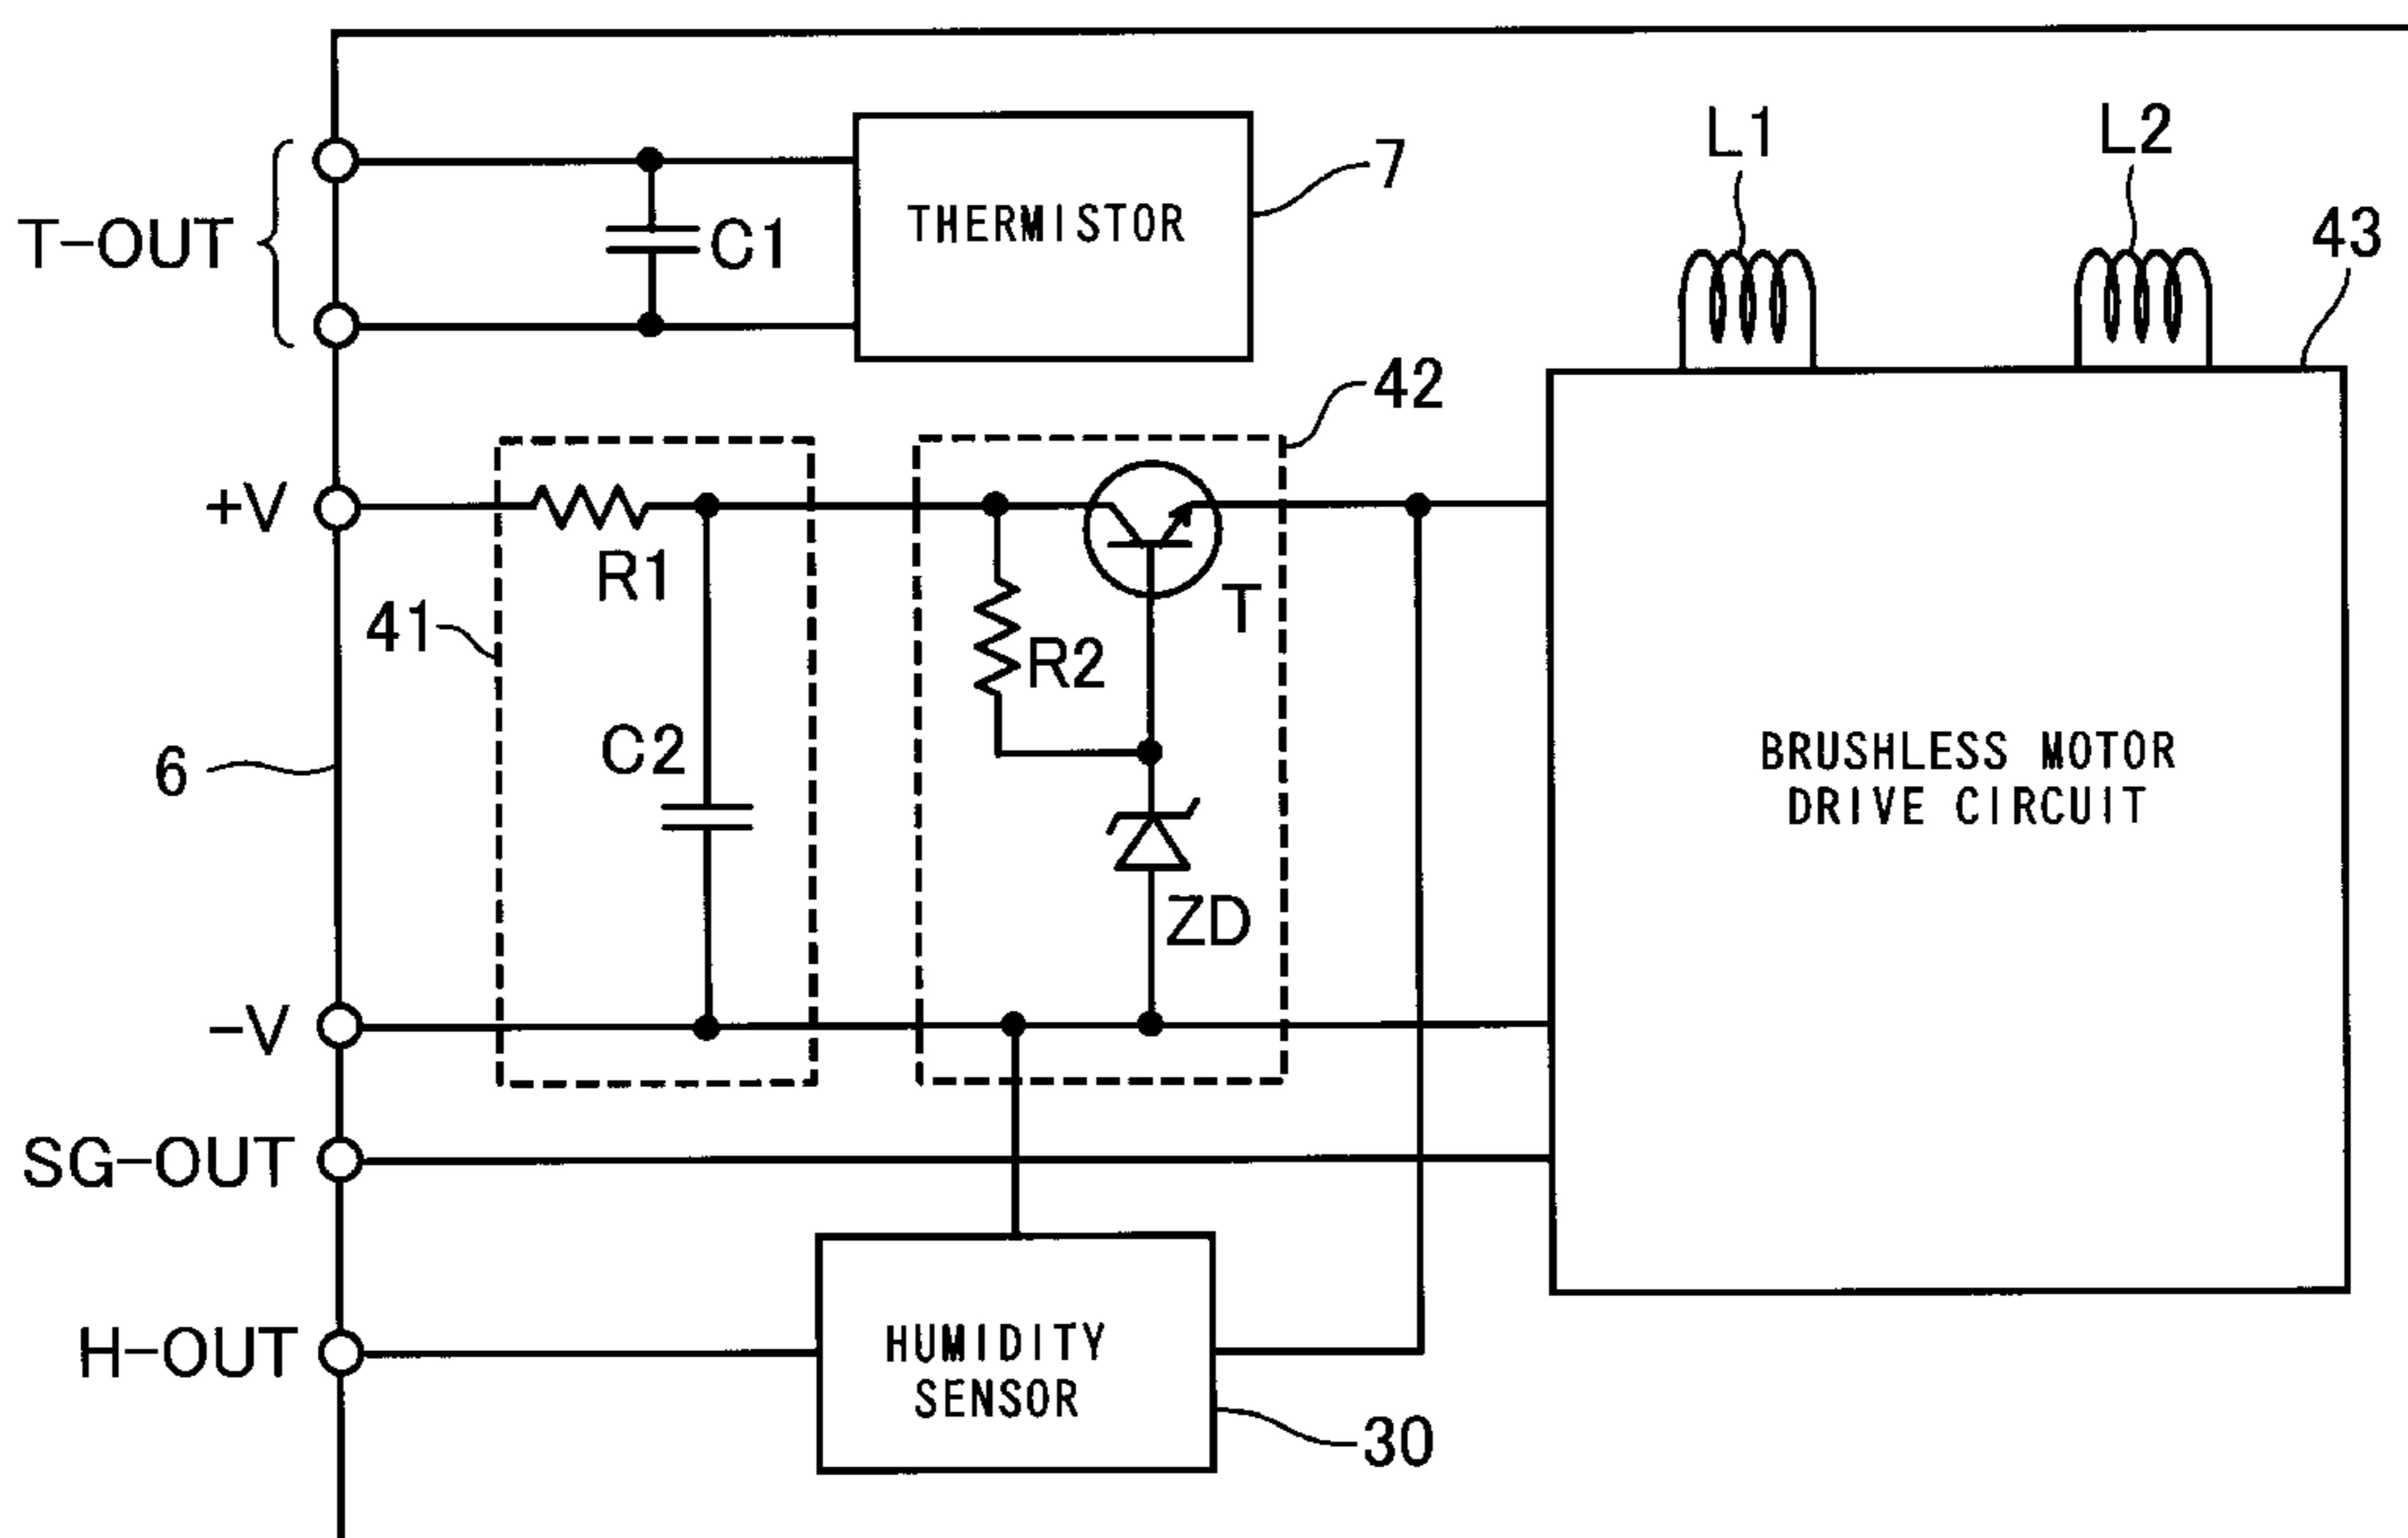 L1
L2
7
43
T-OUT
C1
THERMISTOR
42
+V
R1
T
41
R2
C2
6
BRUSHLESS MOTOR
DRIVE CIRCUIT
ZD
-V
SG-OUT
H-OUT
HUMIDITY
SENSOR
30